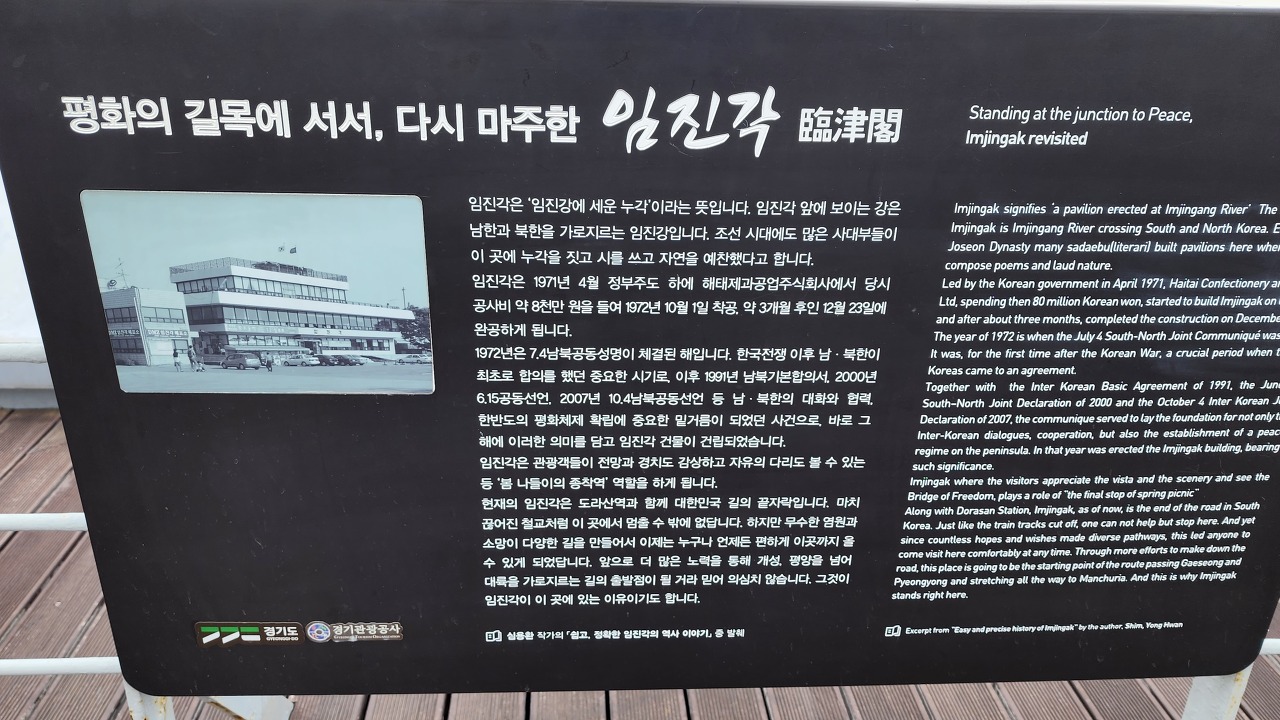 평화의 길목에 서서, 다시 마주한 임진각 臨津閣
Standing at the junction to Peace,
Imjingak revisited
임진각은 '임진강에 세운 누각'이라는 뜻입니다. 임진각 앞에 보이는 강은
남한과 북한을 가로지르는 임진강입니다. 조선 시대에도 많은 사대부들이
이 곳에 누각을 짓고 시를 쓰고 자연을 예찬했다고 합니다.
임진각은 1971년 4월 정부주도 하에 해태제과공업주식회사에서 당시
공사비 약 8천만 원을 들여 1972년 10월 1일 착공, 약 3개월 후인 12월 23일에
완공하게 됩니다.
1972년은 7.4남북공동성명이 체결된 해입니다. 한국전쟁 이후 남·북한이
최초로 합의를 했던 중요한 시기로, 이후 1991년 남북기본합의서, 2000년
6.15공동선언, 2007년 10.4남북공동선언 등 남·북한의 대화와 협력,
한반도의 평화체제 확립에 중요한 밑거름이 되었던 사건으로, 바로 그
해에 이러한 의미를 담고 임진각 건물이 건립되었습니다.
임진각은 관광객들이 전망과 경치도 감상하고 자유의 다리도 볼 수 있는
등 '봄 나들이의 종착역' 역할을 하게 됩니다.
현재의 임진각은 도라산역과 함께 대한민국 길의 끝자락입니다. 마치
끊어진 철교처럼 이 곳에서 멈출 수 밖에 없답니다. 하지만 무수한 염원과
소망이 다양한 길을 만들어서 이제는 누구나 언제든 편하게 이곳까지 올
수 있게 되었답니다. 앞으로 더 많은 노력을 통해 개성, 평양을 넘어
대륙을 가로지르는 길의 출발점이 될 거라 믿어 의심치 않습니다. 그것이
임진각이 이 곳에 있는 이유이기도 합니다.
심용환 작가의 「쉽고, 정확한 임진각의 역사 이야기」 중 발췌
Imjingak signifies 'a pavilion erected at Imjingang River' The
Imjingak is Imjingang River crossing South and North Korea. E
Joseon Dynasty many sadaebu[literari] built pavilions here wher
compose poems and laud nature.
Led by the Korean government in April 1971, Haitai Confectionery a
Ltd, spending then 80 million Korean won, started to build Imjingak on
and after about three months, completed the construction on Decembe
The year of 1972 is when the July 4 South-North Joint Communiqué was
It was, for the first time after the Korean War, a crucial period when
Koreas came to an agreement.
Together with the Inter Korean Basic Agreement of 1991, the Jun
South-North Joint Declaration of 2000 and the October 4 Inter Korean J
Declaration of 2007, the communique served to lay the foundation for not only
Inter-Korean dialogues, cooperation, but also the establishment of a peac
regime on the peninsula. In that year was erected the Imjingak building, bearing
such significance.
Imjingak where the visitors appreciate the vista and the scenery and see the
Bridge of Freedom, plays a role of "the final stop of spring picnic"
Along with Dorasan Station, Imjingak, as of now, is the end of the road in South
Korea. Just like the train tracks cut off, one can not help but stop here. And yet
since countless hopes and wishes made diverse pathways, this led anyone to
come visit here comfortably at any time. Through more efforts to make down the
road, this place is going to be the starting point of the route passing Gaeseong and
Pyeongyong and stretching all the way to Manchuria. And this is why Imjingak
stands right here.
Excerpt from "Easy and precise history of Imjingak" by the author, Shim, Yong Hwan
경기도
GYEONGGI-DO
경기관광공사
GYEONGGI TOURISM ORGANIZATION